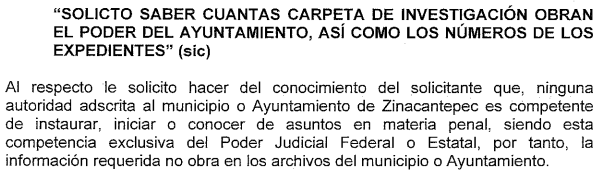 “SOLICTO SABER CUANTAS CARPETA DE INVESTIGACIÓN OBRAN
EL PODER DEL AYUNTAMIENTO, ASÍ COMO LOS NÚMEROS DE LOS
EXPEDIENTES” (sic)
Al respecto le solicito hacer del conocimiento del solicitante que, ninguna
autoridad adscrita al municipio o Ayuntamiento de Zinacantepec es competente
de instaurar, iniciar o conocer de asuntos en materia penal, siendo esta
competencia exclusiva del Poder Judicial Federal o Estatal, por tanto, la
información requerida no obra en los archivos del municipio o Ayuntamiento.